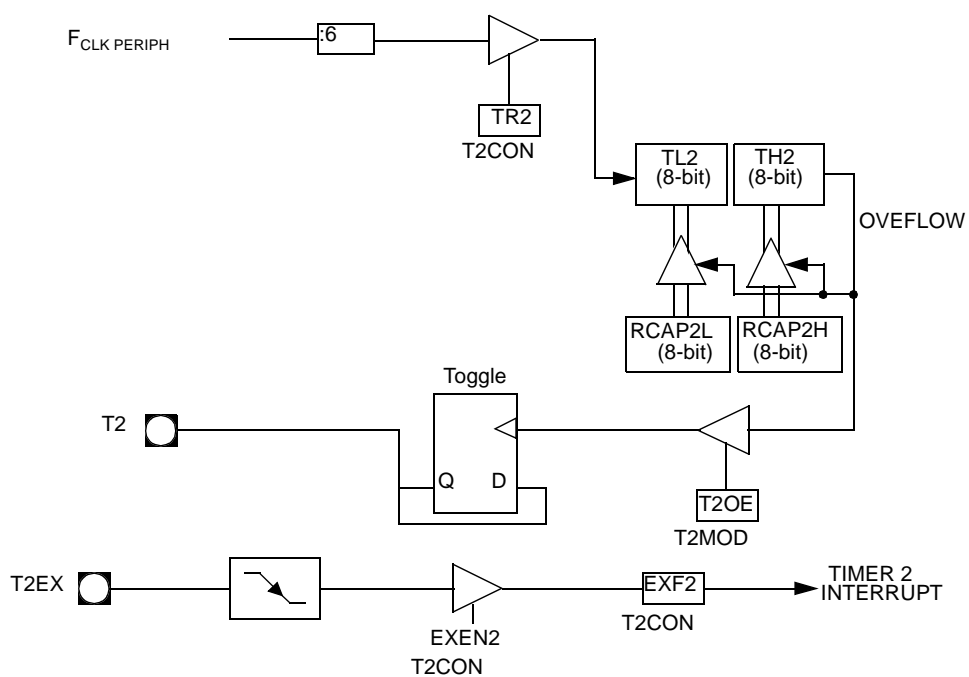 FCLK PERIPH
:6
TR2
T2CON
TL2
(8-bit)
TH2
(8-bit)
OVEFLOW
RCAP2L
(8-bit)
RCAP2H
(8-bit)
Toggle
T2
Q
D
T2OE
T2MOD
T2EX
EXEN2
T2CON
EXF2
T2CON
TIMER 2
INTERRUPT